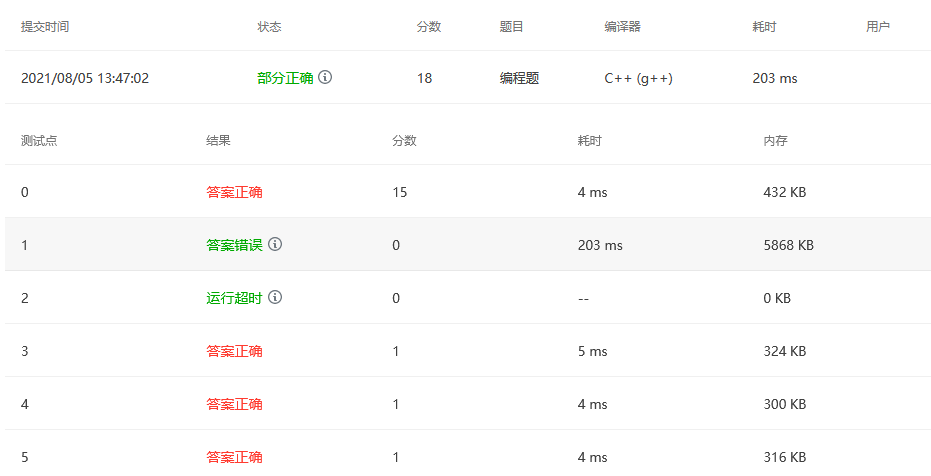 提交时间 状态 分数 题目 编译器 耗时 用户
2021/08/05 13:47:02 部分正确 18 编程题 C++ (g++) 203 ms
测试点 结果 分数 耗时 内存
0 答案正确 15 4 ms 432 KB
1 答案错误 0 203 ms 5868 KB
2 运行超时 0 -- 0 KB
3 答案正确 1 5 ms 324 KB
4 答案正确 1 4 ms 300 KB
5 答案正确 1 4 ms 316 KB